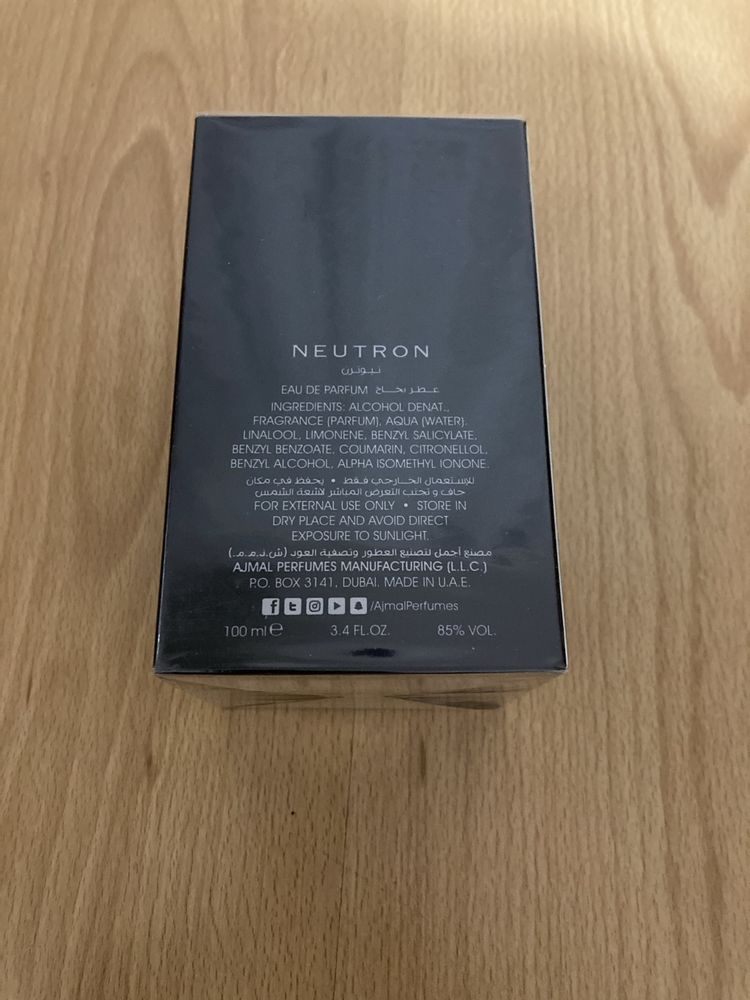 NEUTRON
نيوترن
EAU DE PARFUM عطر بخاخ
INGREDIENTS: ALCOHOL DENAT.,
FRAGRANCE (PARFUM), AQUA (WATER),
LINALOOL, LIMONENE, BENZYL SALICYLATE,
BENZYL BENZOATE, COUMARIN, CITRONELLOL,
BENZYL ALCOHOL, ALPHA ISOMETHYL IONONE.
للإستعمال الخارجي فقط • يحفظ في مكان
جاف و تجنب التعرض المباشر لاشعة الشمس
FOR EXTERNAL USE ONLY • STORE IN
DRY PLACE AND AVOID DIRECT
EXPOSURE TO SUNLIGHT.
مصنع أجمل لتصنيع العطور وتصفية العود (ش.ذ.م.م.)
AJMAL PERFUMES MANUFACTURING (L.L.C.)
P.O. BOX 3141, DUBAI. MADE IN U.A.E.
/AjmalPerfumes
100 ml ℮ 3.4 FL.OZ. 85% VOL.